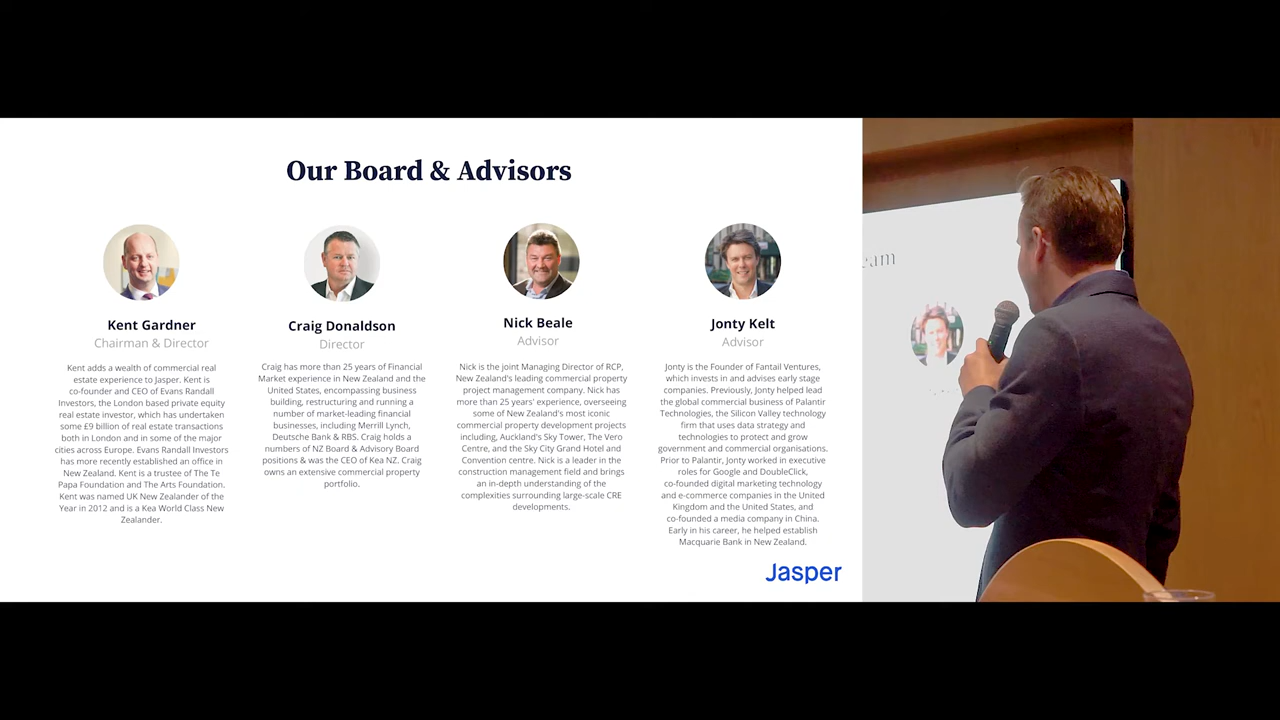 Our Board & Advisors
Kent Gardner
Chairman & Director
Kent adds a wealth of commercial real
estate experience to Jasper. Kent is
co-founder and CEO of Evans Randall
Investors, the London based private equity
real estate investor, which has undertaken
some £9 billion of real estate transactions
both in London and in some of the major
cities across Europe. Evans Randall Investors
has more recently established an office in
New Zealand. Kent is a trustee of The Te
Papa Foundation and The Arts Foundation.
Kent was named UK New Zealander of the
Year in 2012 and is a Kea World Class New
Zealander.
Craig Donaldson
Director
Craig has more than 25 years of Financial
Market experience in New Zealand and the
United States, encompassing business
building, restructuring and running a
number of market-leading financial
businesses, including Merrill Lynch,
Deutsche Bank & RBS. Craig holds a
numbers of NZ Board & Advisory Board
positions & was the CEO of Kea NZ. Craig
owns an extensive commercial property
portfolio.
Nick Beale
Advisor
Nick is the joint Managing Director of RCP,
New Zealand's leading commercial property
project management company. Nick has
more than 25 years' experience, overseeing
some of New Zealand's most iconic
commercial property development projects
including, Auckland's Sky Tower, The Vero
Centre, and the Sky City Grand Hotel and
Convention centre. Nick is a leader in the
construction management field and brings
an in-depth understanding of the
complexities surrounding large-scale CRE
developments.
Jonty Kelt
Advisor
Jonty is the Founder of Fantail Ventures,
which invests in and advises early stage
companies. Previously, Jonty helped lead
the global commercial business of Palantir
Technologies, the Silicon Valley technology
firm that uses data strategy and
technologies to protect and grow
government and commercial organisations.
Prior to Palantir, Jonty worked in executive
roles for Google and DoubleClick,
co-founded digital marketing technology
and e-commerce companies in the United
Kingdom and the United States, and
co-founded a media company in China.
Early in his career, he helped establish
Macquarie Bank in New Zealand.
Jasper